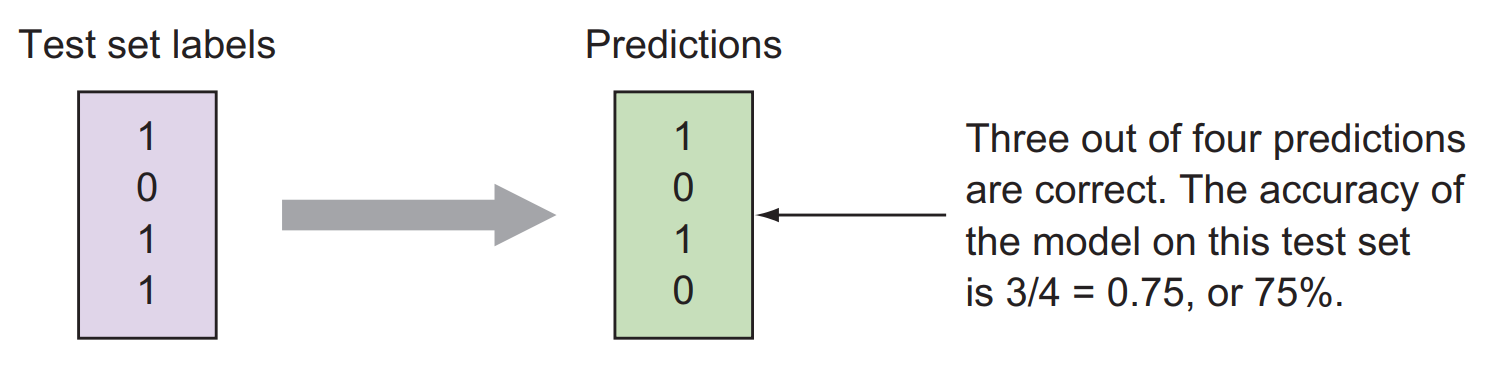 Test set labels
1
0
1
1
Predictions
1
0
1
0
Three out of four predictions
are correct. The accuracy of
the model on this test set
is 3/4 = 0.75, or 75%.